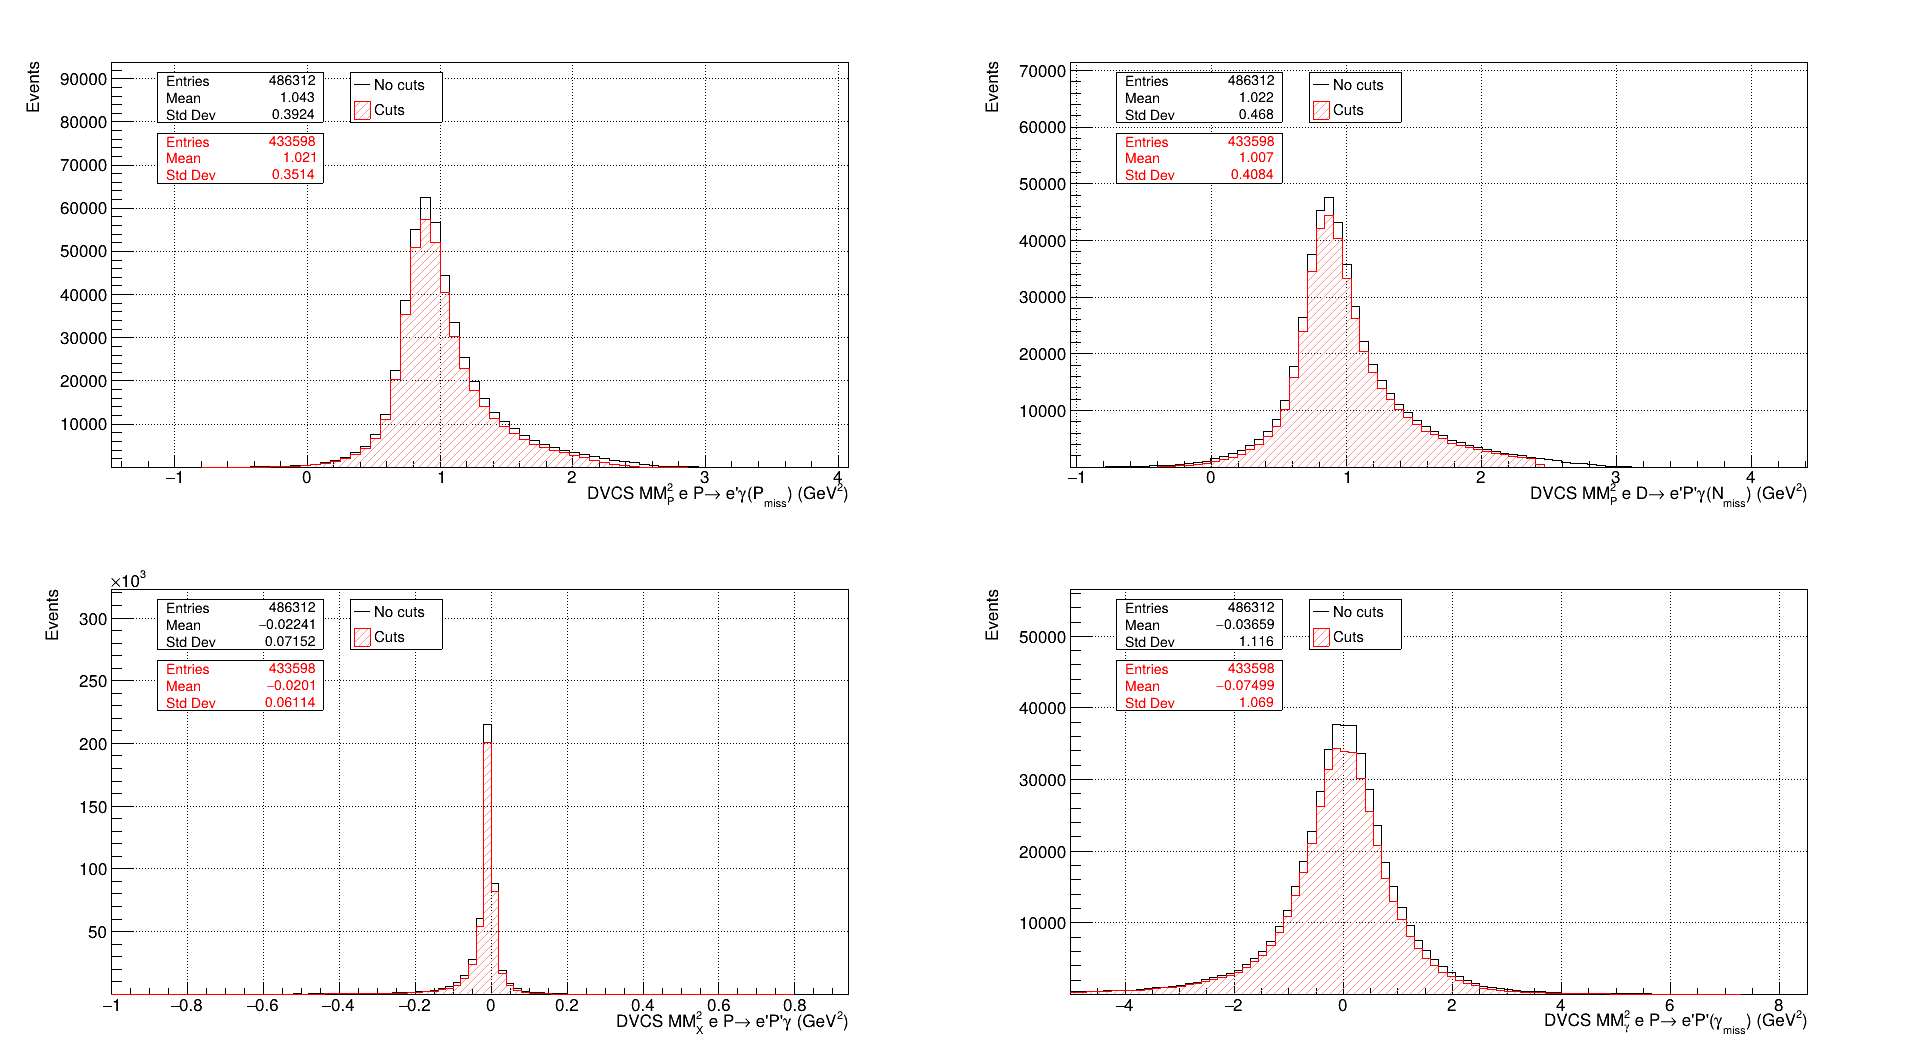 Events
90000
80000
70000
60000
50000
40000
30000
20000
10000
Entries 486312
Mean 1.043
Std Dev 0.3924
Entries 433598
Mean 1.021
Std Dev 0.3514
No cuts
Cuts
−1 0 1 2 3 4
DVCS MM²_P e P→ e'γ(P_miss) (GeV²)
Events
70000
60000
50000
40000
30000
20000
10000
Entries 486312
Mean 1.022
Std Dev 0.468
Entries 433598
Mean 1.007
Std Dev 0.4084
No cuts
Cuts
−1 0 1 2 3 4
DVCS MM²_P e D→ e'P'γ(N_miss) (GeV²)
×10³
Events
300
250
200
150
100
50
Entries 486312
Mean −0.02241
Std Dev 0.07152
Entries 433598
Mean −0.0201
Std Dev 0.06114
No cuts
Cuts
−1 −0.8 −0.6 −0.4 −0.2 0 0.2 0.4 0.6 0.8
DVCS MM²_X e P→ e'P'γ (GeV²)
Events
50000
40000
30000
20000
10000
Entries 486312
Mean −0.03659
Std Dev 1.116
Entries 433598
Mean −0.07499
Std Dev 1.069
No cuts
Cuts
−4 −2 0 2 4 6 8
DVCS MM²_γ e P→ e'P'(γ_miss) (GeV²)